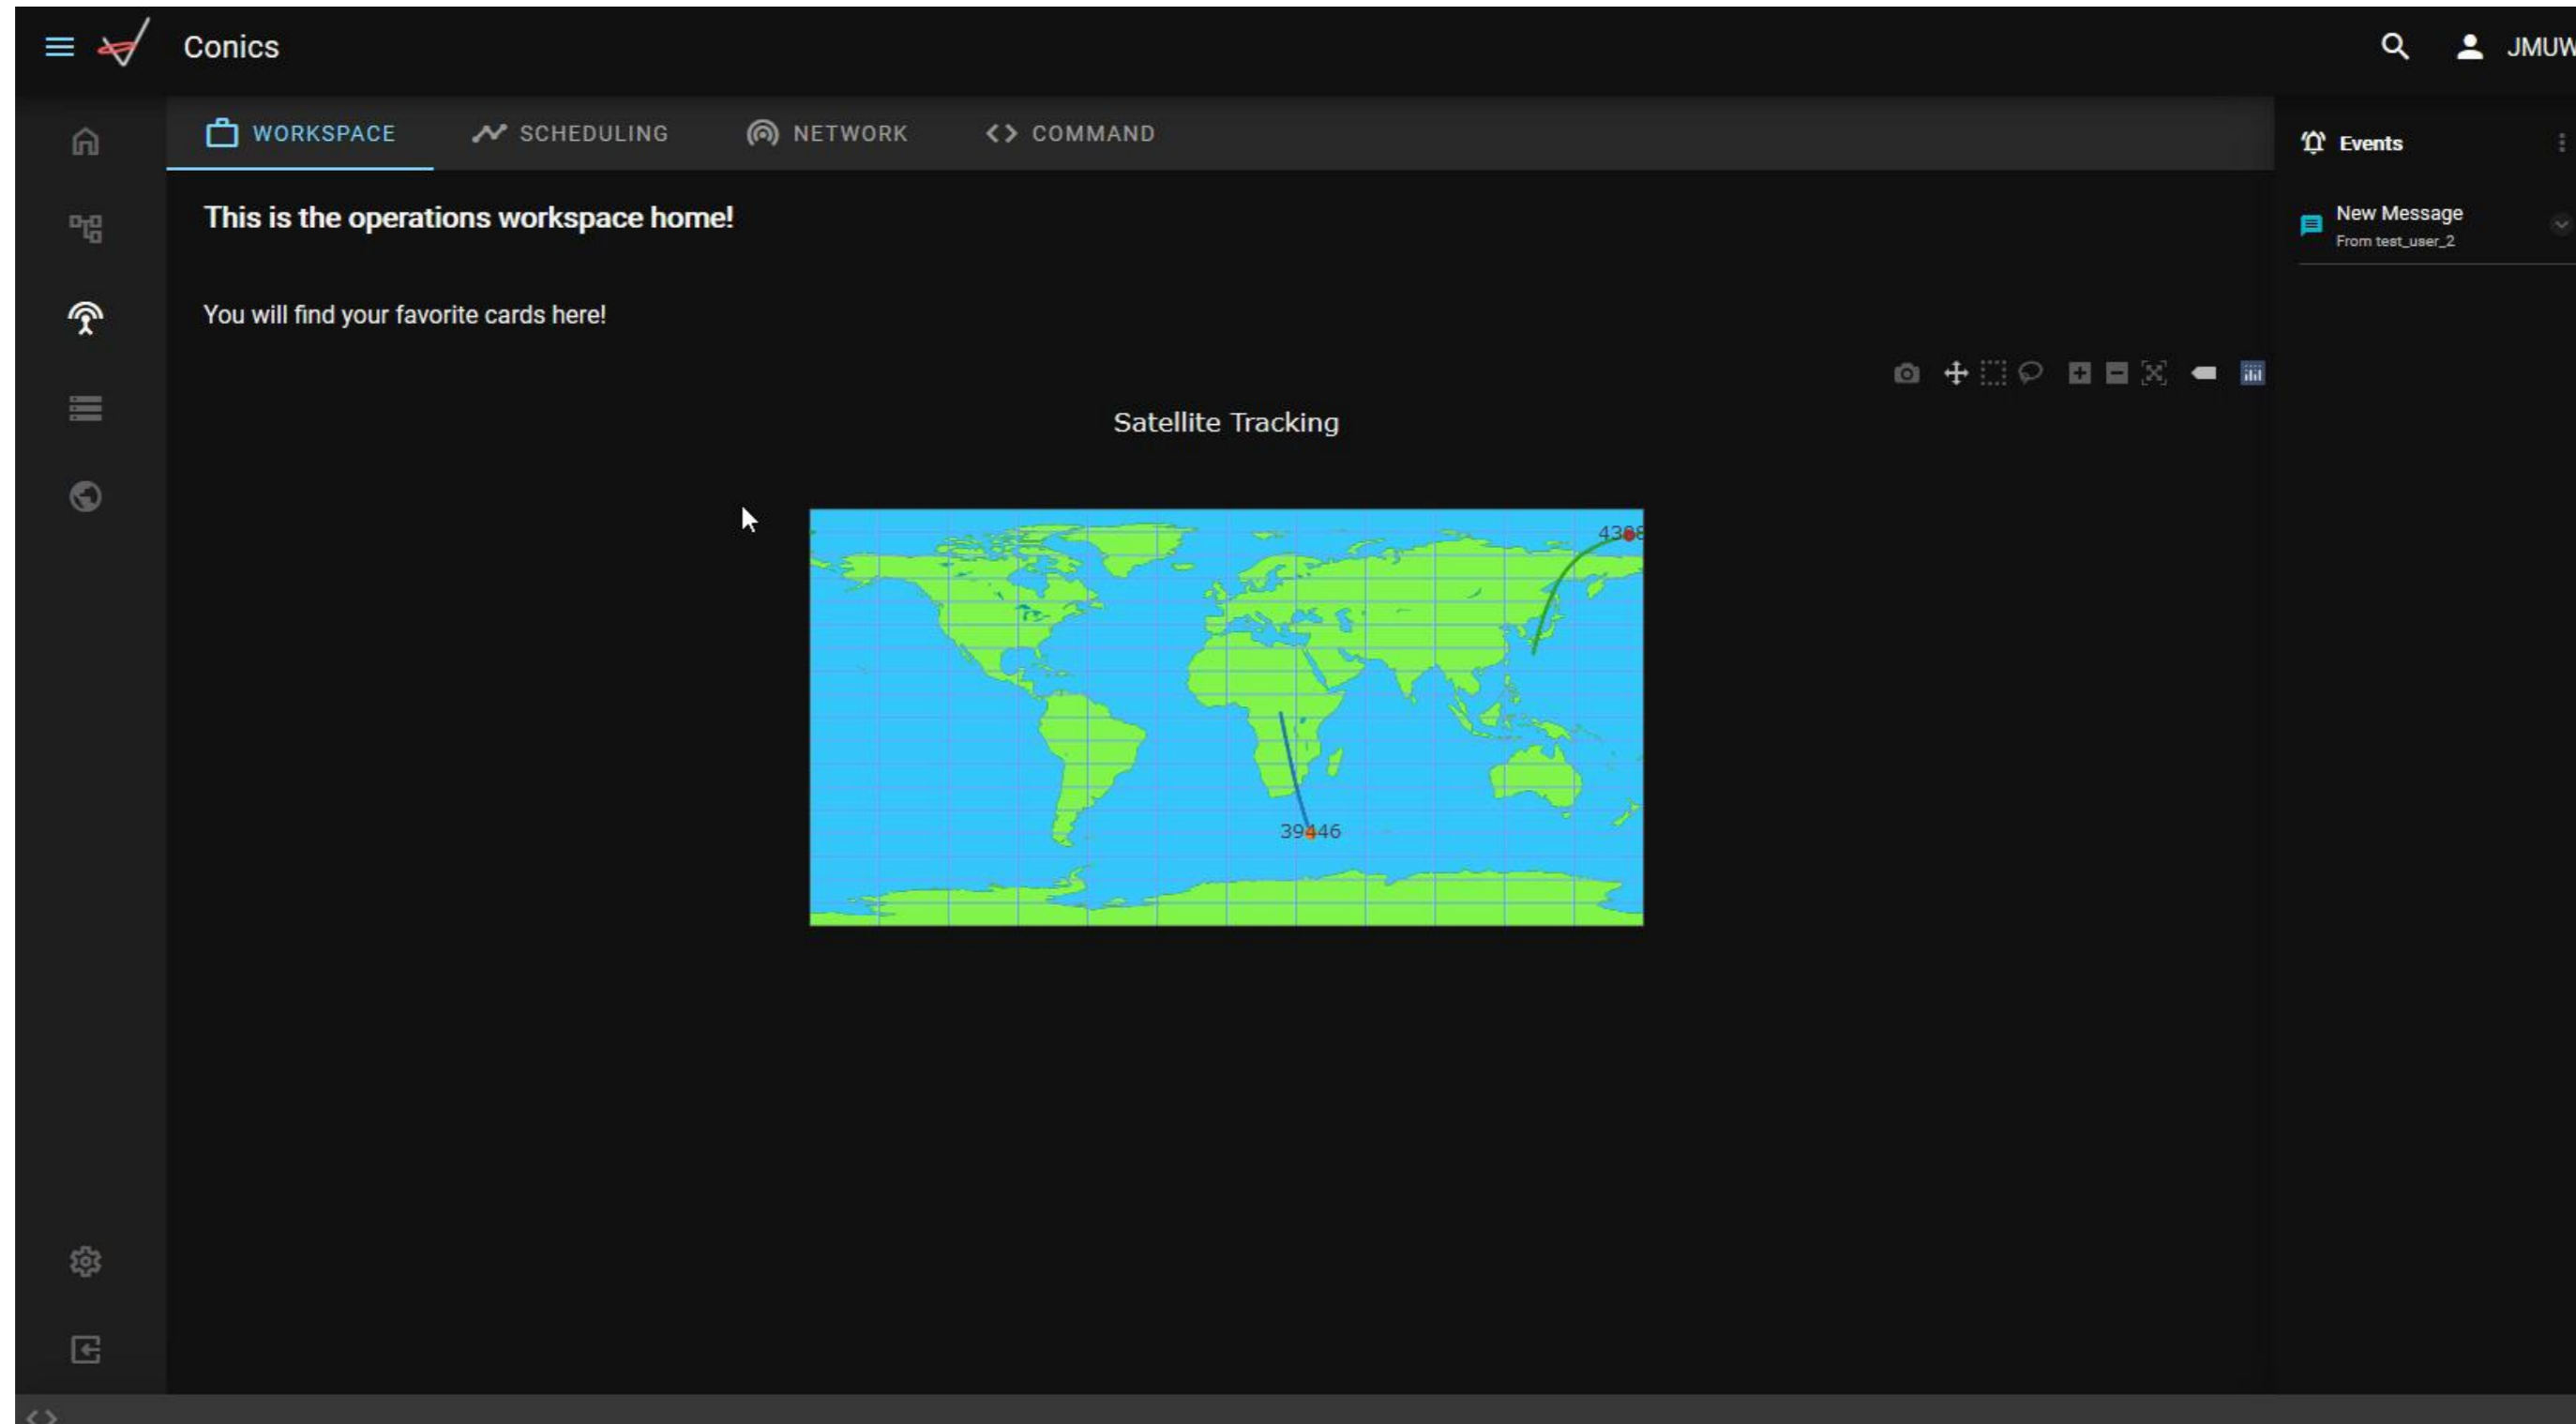 Conics
JMUW
WORKSPACE SCHEDULING NETWORK COMMAND
This is the operations workspace home!
You will find your favorite cards here!
Satellite Tracking
39446
Events
New Message
From test_user_2